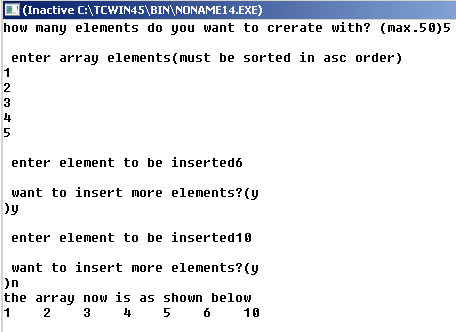 (Inactive C:\TCWIN45\BIN\NONAME14.EXE)
how many elements do you want to crerate with? (max.50)5
enter array elements(must be sorted in asc order)
1
2
3
4
5
enter element to be inserted6
want to insert more elements?(y
)y
enter element to be inserted10
want to insert more elements?(y
)n
the array now is as shown below
1 2 3 4 5 6 10